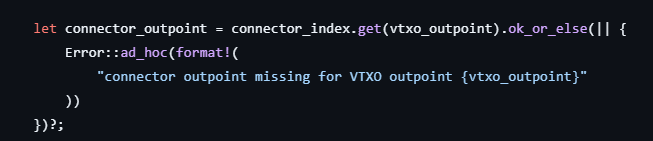 let connector_outpoint = connector_index.get(vtxo_outpoint).ok_or_else(|| {
Error::ad_hoc(format!(
"connector outpoint missing for VTXO outpoint {vtxo_outpoint}"
))
})?;